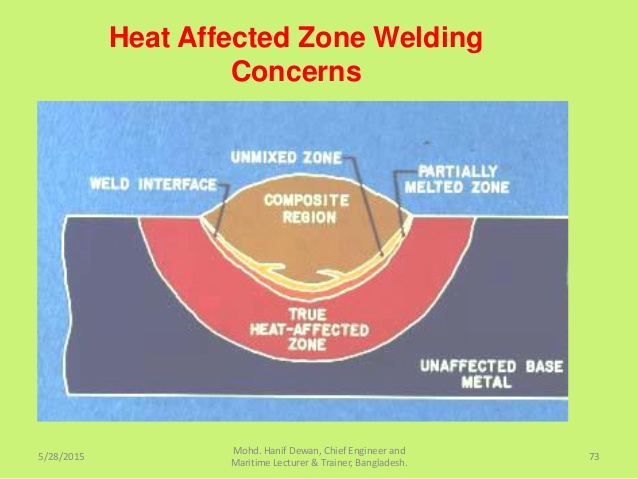 Heat Affected Zone Welding
Concerns
UNMIXED ZONE
PARTIALLY
MELTED ZONE
WELD INTERFACE
COMPOSITE
REGION
TRUE
HEAT-AFFECTED
ZONE
UNAFFECTED BASE
METAL
5/28/2015
Mohd. Hanif Dewan, Chief Engineer and
Maritime Lecturer & Trainer, Bangladesh.
73